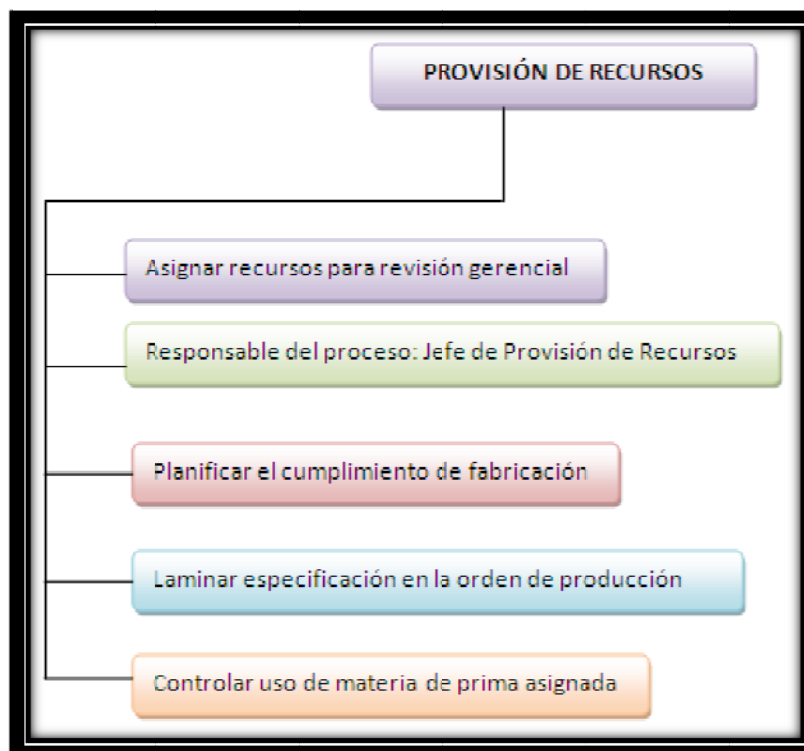 PROVISIÓN DE RECURSOS
Asignar recursos para revisión gerencial
Responsable del proceso: Jefe de Provisión de Recursos
Planificar el cumplimiento de fabricación
Laminar especificación en la orden de producción
Controlar uso de materia de prima asignada